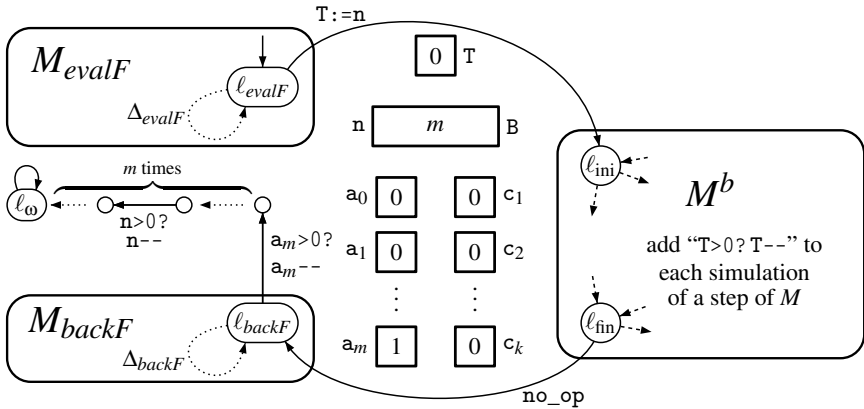 T:=n
M_evalF
ℓ_evalF
Δ_evalF
0 T
n m B
m times
ℓ_ω
n>0?
n--
a_m>0?
a_m--
a_0 0 0 c_1
a_1 0 0 c_2
⋮ ⋮
a_m 1 0 c_k
ℓ_ini
M^b
add “T>0? T--” to
each simulation
of a step of M
ℓ_fin
M_backF
ℓ_backF
Δ_backF
no_op